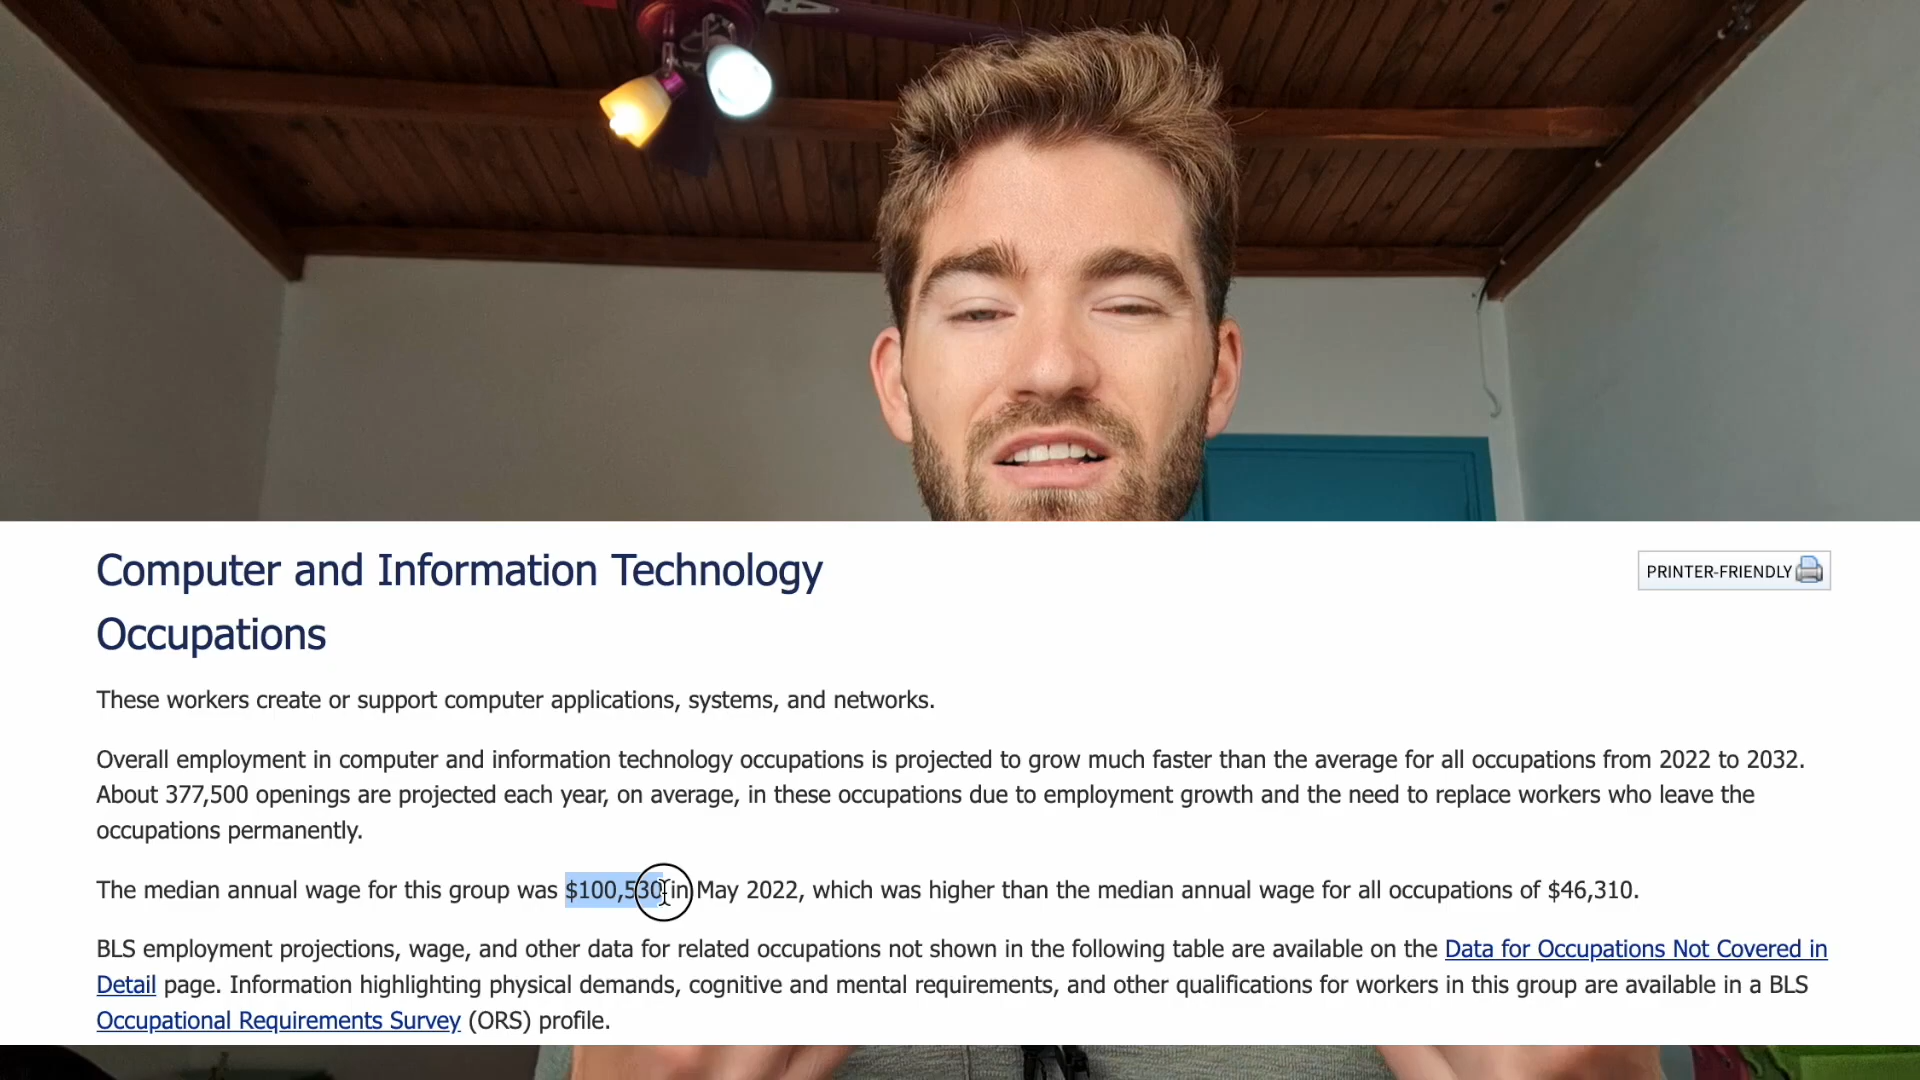 Computer and Information Technology
Occupations
PRINTER-FRIENDLY
These workers create or support computer applications, systems, and networks.
Overall employment in computer and information technology occupations is projected to grow much faster than the average for all occupations from 2022 to 2032.
About 377,500 openings are projected each year, on average, in these occupations due to employment growth and the need to replace workers who leave the
occupations permanently.
The median annual wage for this group was $100,530 in May 2022, which was higher than the median annual wage for all occupations of $46,310.
BLS employment projections, wage, and other data for related occupations not shown in the following table are available on the Data for Occupations Not Covered in
Detail page. Information highlighting physical demands, cognitive and mental requirements, and other qualifications for workers in this group are available in a BLS
Occupational Requirements Survey (ORS) profile.